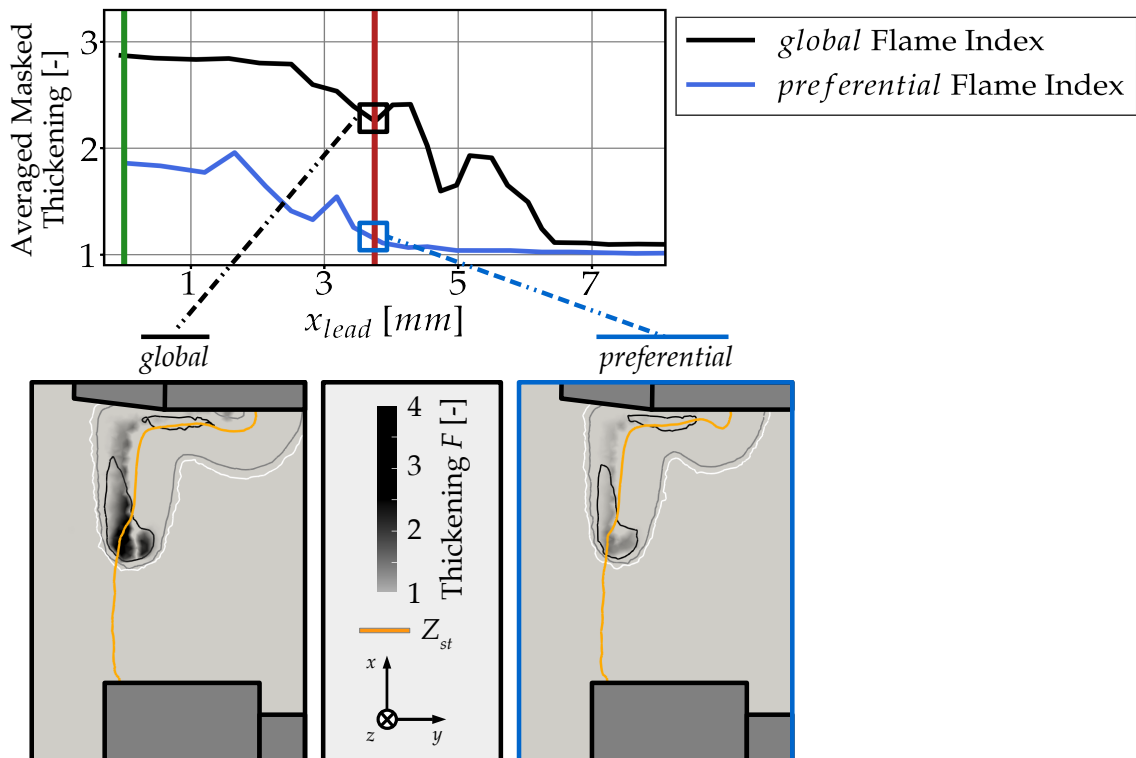 Averaged Masked
Thickening [-]
3
2
1
1
3
5
7
x_lead [mm]
global Flame Index
preferential Flame Index
global
preferential
4
3
2
1
Thickening F [-]
Z_st
x
z
y